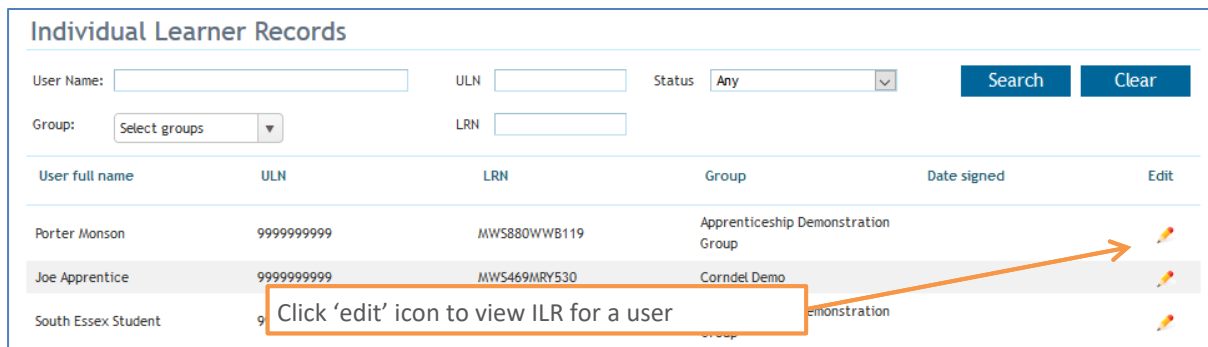 Individual Learner Records
User Name: ULN Status Any Search Clear
Group: Select groups LRN
User full name ULN LRN Group Date signed Edit
Porter Monson 9999999999 MWS880WWB119 Apprenticeship Demonstration
Group
Joe Apprentice 9999999999 MWS469MRY530 Corndel Demo
Click ‘edit’ icon to view ILR for a user
South Essex Student